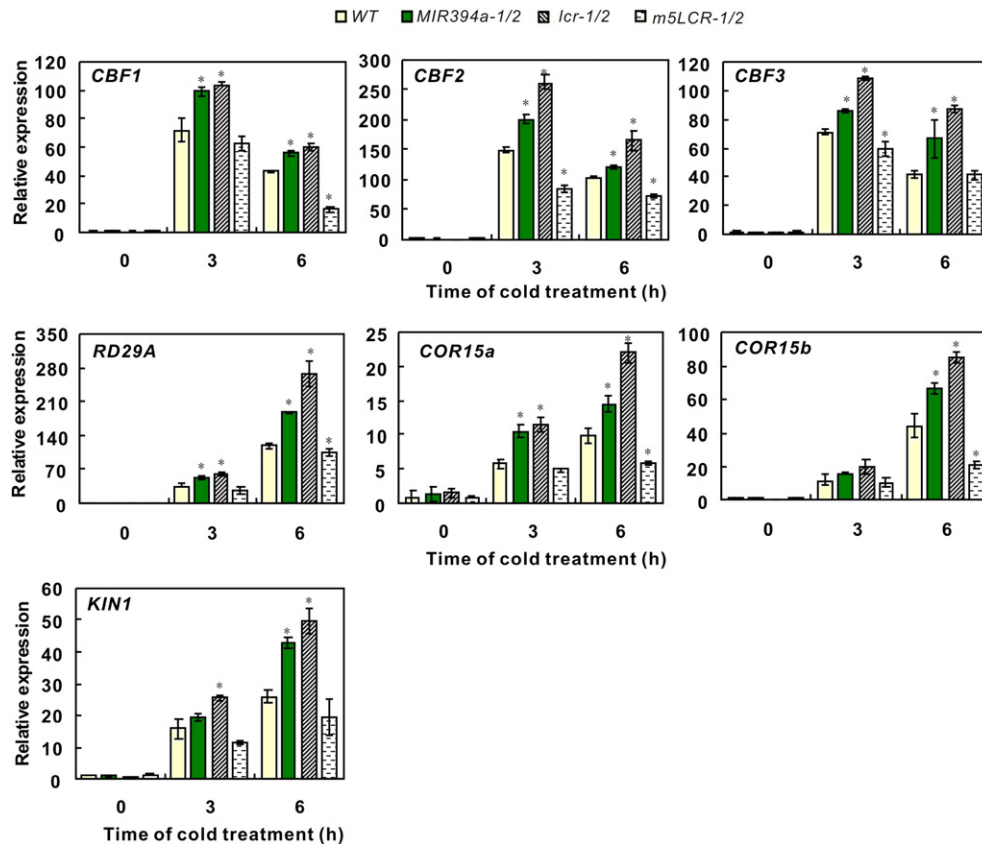 WT MIR394a-1/2 lcr-1/2 m5LCR-1/2
CBF1
120
100
80
60
40
20
0
Relative expression
* * * * *
0 3 6
CBF2
300
250
200
150
100
50
0
* * * * * *
0 3 6
Time of cold treatment (h)
CBF3
120
100
80
60
40
20
0
* * * * *
0 3 6
RD29A
350
280
210
140
70
0
Relative expression
* * * * *
0 3 6
COR15a
25
20
15
10
5
0
* * * * *
0 3 6
Time of cold treatment (h)
COR15b
100
80
60
40
20
0
* * *
0 3 6
KIN1
60
50
40
30
20
10
0
Relative expression
* * *
0 3 6
Time of cold treatment (h)